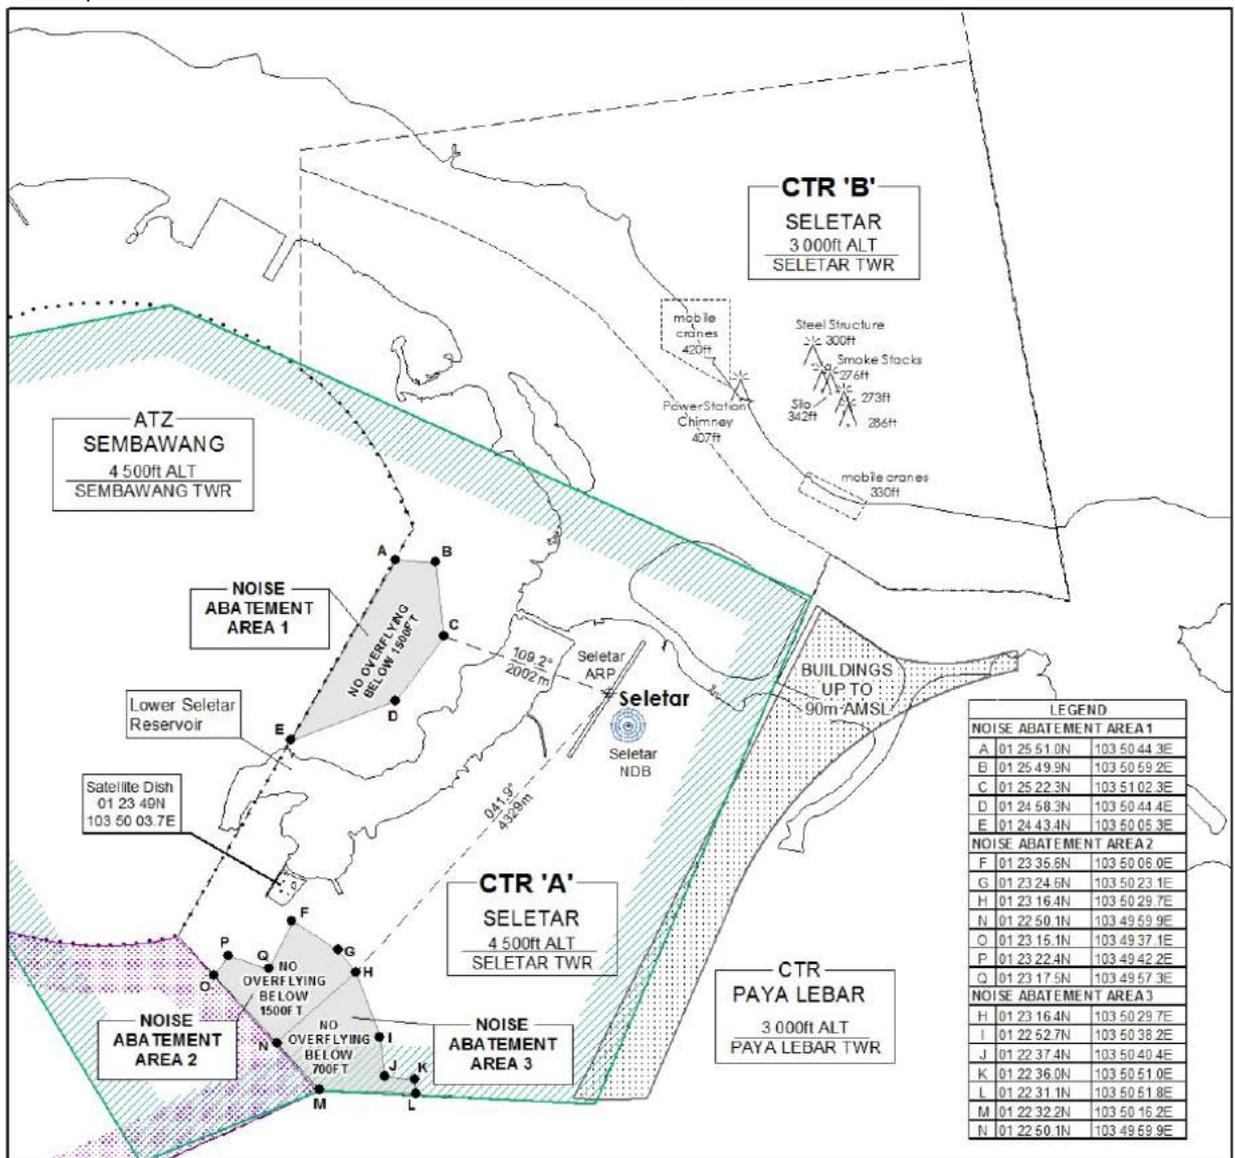 CTR 'B'
SELETAR
3 000ft ALT
SELETAR TWR
mobile
cranes
420ft
Steel Structure
300ft
Smoke Stacks
276ft
273ft
Silo
342ft
286ft
Power Station
Chimney
407ft
mobile cranes
330ft
ATZ
SEMBAWANG
4 500ft ALT
SEMBAWANG TWR
A
B
NOISE
ABATEMENT
AREA 1
NO OVERFLYING
BELOW 1500FT
C
D
E
109.2°
2002m
Seletar
ARP
Seletar
Seletar
NDB
BUILDINGS
UP TO
90m AMSL
Lower Seletar
Reservoir
Satellite Dish
01 23 49N
103 50 03.7E
041.9°
4329m
CTR 'A'
SELETAR
4 500ft ALT
SELETAR TWR
F
G
H
P
Q
O
NO
OVERFLYING
BELOW
1500FT
NOISE
ABATEMENT
AREA 2
N
NO
OVERFLYING
BELOW
700FT
NOISE
ABATEMENT
AREA 3
I
J
K
L
M
CTR
PAYA LEBAR
3 000ft ALT
PAYA LEBAR TWR
LEGEND
NOISE ABATEMENT AREA 1
A 01 25 51.0N 103 50 44.3E
B 01 25 49.9N 103 50 59.2E
C 01 25 22.3N 103 51 02.3E
D 01 24 58.3N 103 50 44.4E
E 01 24 43.4N 103 50 05.3E
NOISE ABATEMENT AREA 2
F 01 23 35.6N 103 50 06.0E
G 01 23 24.6N 103 50 23.1E
H 01 23 16.4N 103 50 29.7E
N 01 22 50.1N 103 49 59.9E
O 01 23 15.1N 103 49 37.1E
P 01 23 22.4N 103 49 42.2E
Q 01 23 17.5N 103 49 57.3E
NOISE ABATEMENT AREA 3
H 01 23 16.4N 103 50 29.7E
I 01 22 52.7N 103 50 38.2E
J 01 22 37.4N 103 50 40.4E
K 01 22 36.0N 103 50 51.0E
L 01 22 31.1N 103 50 51.8E
M 01 22 32.2N 103 50 16.2E
N 01 22 50.1N 103 49 59.9E